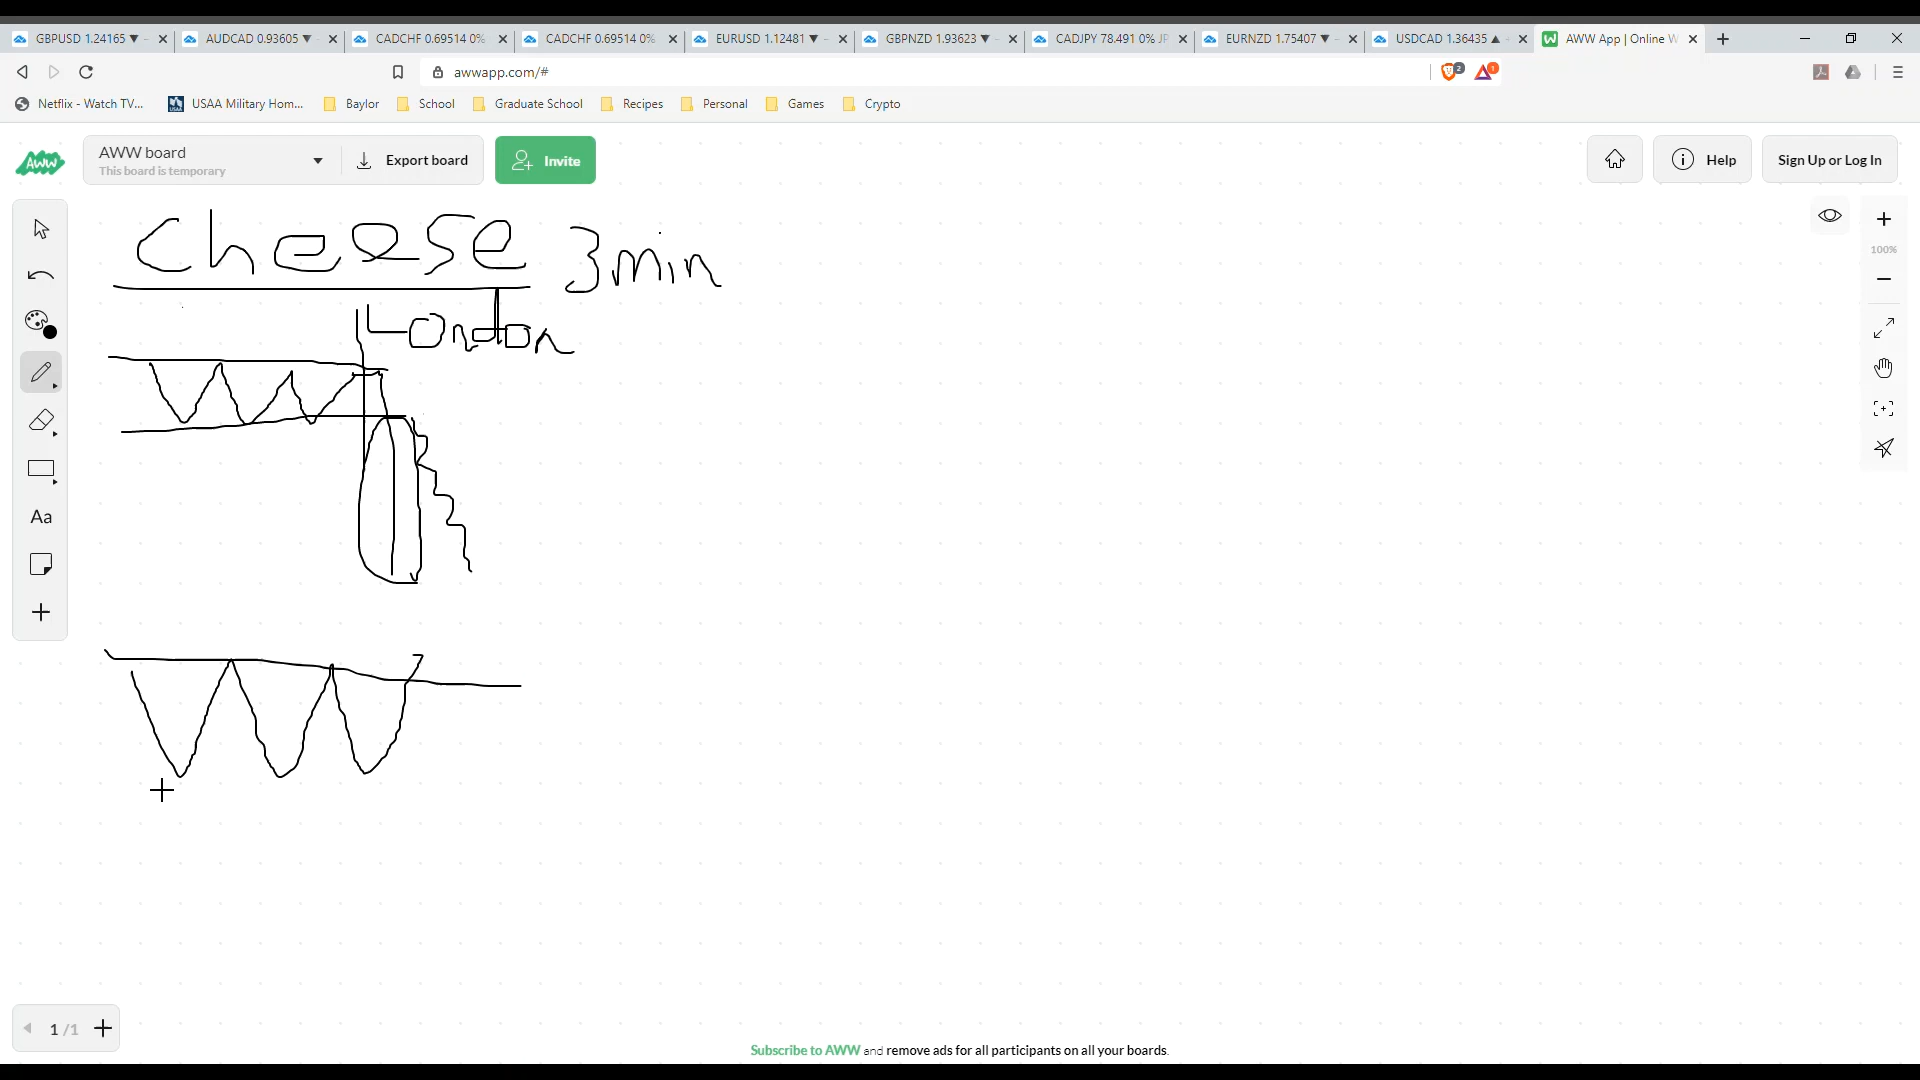 GBPUSD 1.24165 ▼ AUDCAD 0.93605 ▼ CADCHF 0.69514 0% CADCHF 0.69514 0% EURUSD 1.12481 ▼ GBPNZD 1.93623 ▼ CADJPY 78.491 0% JP EURNZD 1.75407 ▼ USDCAD 1.36435 ▲ AWW App | Online W
awwapp.com/# 2 1
Netflix - Watch TV... USAA Military Hom... Baylor School Graduate School Recipes Personal Games Crypto
AWW AWW board Export board Invite Help Sign Up or Log In
This board is temporary
Cheese 3min
100%
London
Aa
1 /1
Subscribe to AWW and remove ads for all participants on all your boards.